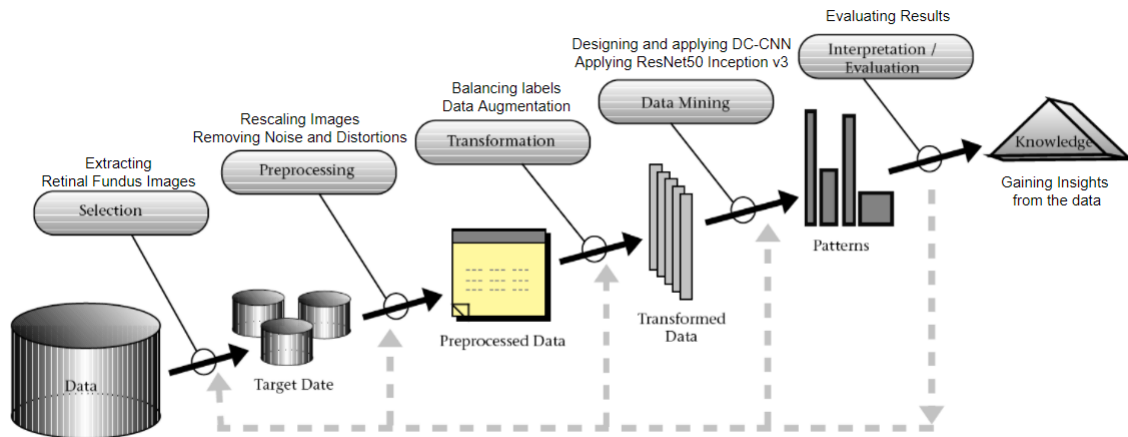 Evaluating Results
Interpretation /
Evaluation
Designing and applying DC-CNN
Applying ResNet50 Inception v3
Data Mining
Balancing labels
Data Augmentation
Transformation
Rescaling Images
Removing Noise and Distortions
Preprocessing
Extracting
Retinal Fundus Images
Selection
Knowledge
Gaining Insights
from the data
Patterns
Transformed
Data
Preprocessed Data
Target Date
Data